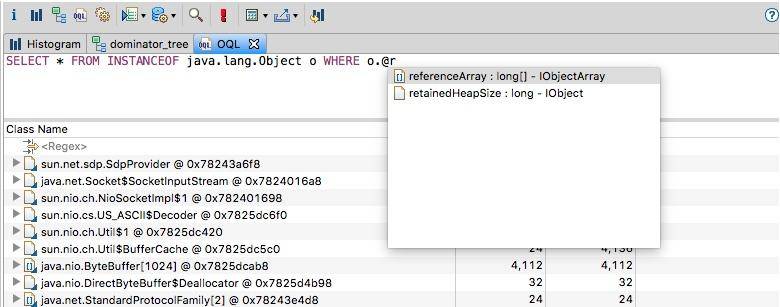 i OQL
Histogram dominator_tree OQL
SELECT * FROM INSTANCEOF java.lang.Object o WHERE o.@r
referenceArray : long[] - IObjectArray
retainedHeapSize : long - IObject
Class Name
<Regex>
sun.net.sdp.SdpProvider @ 0x78243a6f8
java.net.Socket$SocketInputStream @ 0x7824016a8
sun.nio.ch.NioSocketImpl$1 @ 0x782401698
sun.nio.cs.US_ASCII$Decoder @ 0x7825dc6f0
sun.nio.ch.Util$1 @ 0x7825dc420
sun.nio.ch.Util$BufferCache @ 0x7825dc5c0 24 4,136
java.nio.ByteBuffer[1024] @ 0x7825dcab8 4,112 4,112
java.nio.DirectByteBuffer$Deallocator @ 0x7825d4b98 32 32
java.net.StandardProtocolFamily[2] @ 0x78243e4d8 24 24